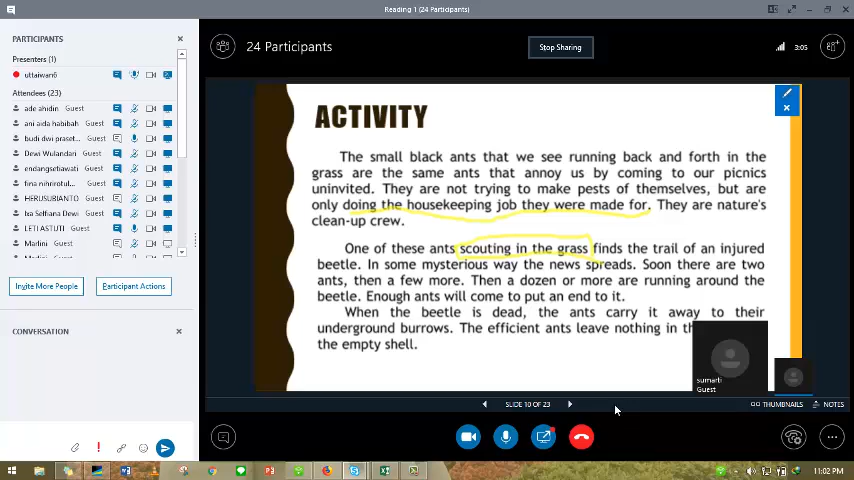 Reading 1 (24 Participants)
PARTICIPANTS
Presenters (1)
uttaiwan6
Attendees (23)
ade ahidin Guest
ani aida habibah Guest
budi dwi praset...
Dewi Wulandari Guest
endangsetiawati Guest
fina nihrirotul... Guest
HERUSUBIANTO Guest
Ixa Selfiana Dewi Guest
LETI ASTUTI Guest
Marlini Guest
Invite More People
Participant Actions
CONVERSATION
24 Participants
Stop Sharing
3:05
ACTIVITY
The small black ants that we see running back and forth in the
grass are the same ants that annoy us by coming to our picnics
uninvited. They are not trying to make pests of themselves, but are
only doing the housekeeping job they were made for. They are nature's
clean-up crew.
One of these ants scouting in the grass finds the trail of an injured
beetle. In some mysterious way the news spreads. Soon there are two
ants, then a few more. Then a dozen or more are running around the
beetle. Enough ants will come to put an end to it.
When the beetle is dead, the ants carry it away to their
underground burrows. The efficient ants leave nothing in th
the empty shell.
sumarti
Guest
SLIDE 10 OF 23
THUMBNAILS
NOTES
11:02 PM